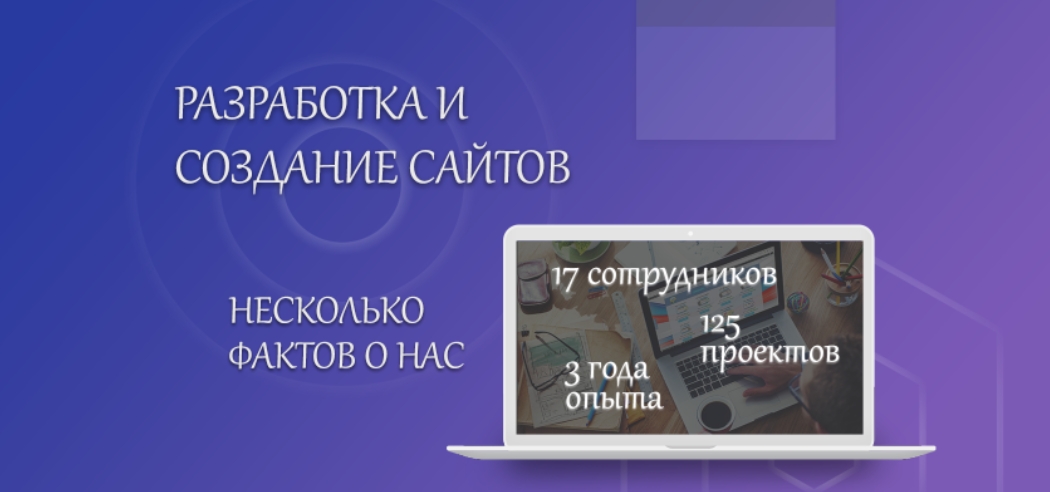 РАЗРАБОТКА И
СОЗДАНИЕ САЙТОВ
НЕСКОЛЬКО
ФАКТОВ О НАС
17 сотрудников
125
проектов
3 года
опыта